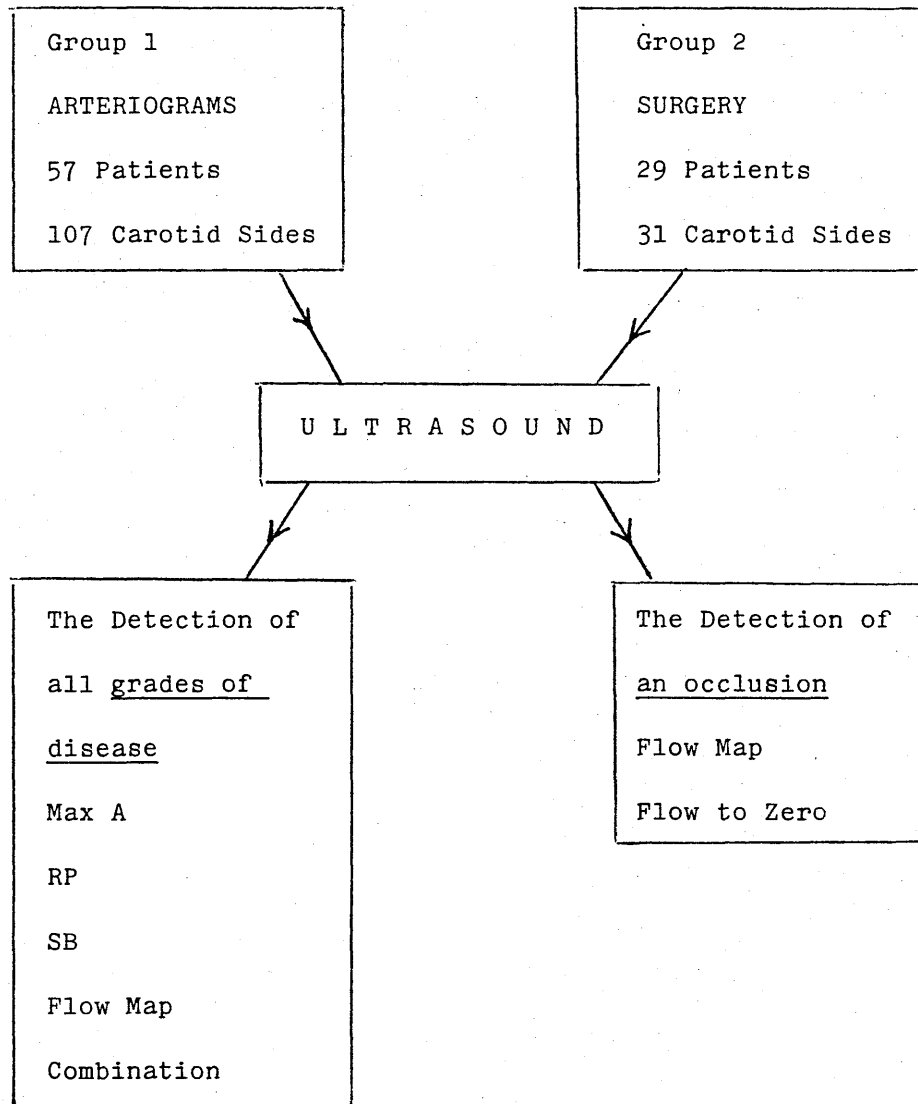 Group 1
ARTERIOGRAMS
57 Patients
107 Carotid Sides
Group 2
SURGERY
29 Patients
31 Carotid Sides
U L T R A S O U N D
The Detection of
all grades of
disease
Max A
RP
SB
Flow Map
Combination
The Detection of
an occlusion
Flow Map
Flow to Zero